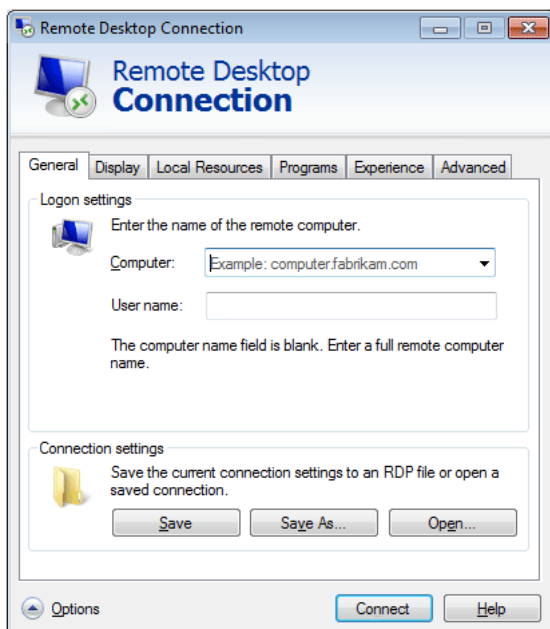 Remote Desktop Connection
Remote Desktop
Connection
General Display Local Resources Programs Experience Advanced
Logon settings
Enter the name of the remote computer.
Computer: Example: computer.fabrikam.com
User name:
The computer name field is blank. Enter a full remote computer
name.
Connection settings
Save the current connection settings to an RDP file or open a
saved connection.
Save Save As... Open...
Options Connect Help